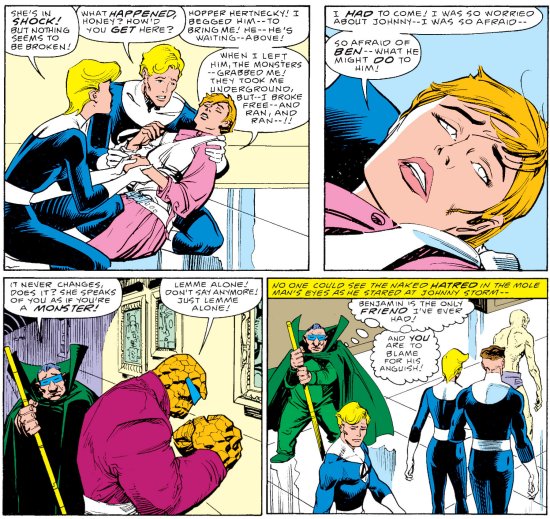 SHE'S IN
SHOCK!
BUT NOTHING
SEEMS TO
BE BROKEN!
WHAT HAPPENED,
HONEY? HOW'D
YOU GET HERE?
HOPPER HERTNECKY! I
BEGGED HIM--TO
BRING ME! HE--HE'S
WAITING--ABOVE!
WHEN I LEFT
HIM, THE MONSTERS
--GRABBED ME!
THEY TOOK ME
UNDERGROUND,
BUT--I BROKE
FREE--AND
RAN, AND
RAN--!!
I HAD TO COME! I WAS SO WORRIED
ABOUT JOHNNY--I WAS SO AFRAID--
SO AFRAID OF
BEN--WHAT HE
MIGHT DO TO
HIM!
IT NEVER CHANGES,
DOES IT? SHE SPEAKS
OF YOU AS IF YOU'RE
A MONSTER!
LEMME ALONE!
DON'T SAY ANYMORE!
JUST LEMME
ALONE!
NO ONE COULD SEE THE NAKED HATRED IN THE MOLE
MAN'S EYES AS HE STARED AT JOHNNY STORM--
BENJAMIN IS THE ONLY
FRIEND I'VE EVER
HAD!
AND YOU
ARE TO
BLAME
FOR HIS
ANGUISH!